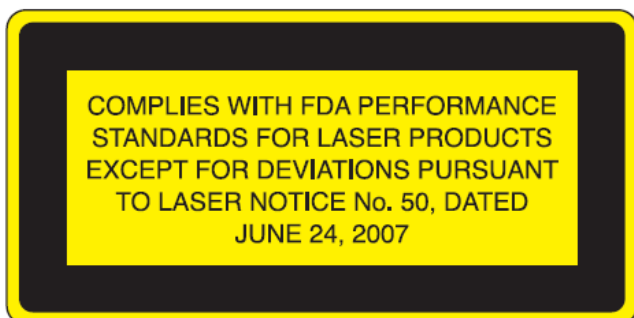 COMPLIES WITH FDA PERFORMANCE
STANDARDS FOR LASER PRODUCTS
EXCEPT FOR DEVIATIONS PURSUANT
TO LASER NOTICE No. 50, DATED
JUNE 24, 2007